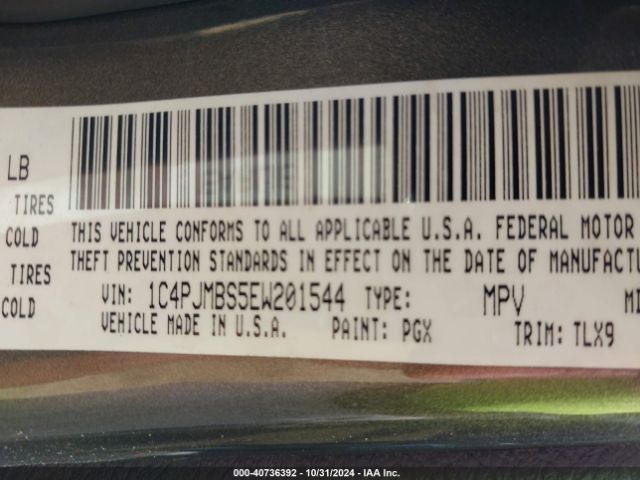 LB
TIRES
COLD
TIRES
COLD
THIS VEHICLE CONFORMS TO ALL APPLICABLE U.S.A. FEDERAL MOTOR
THEFT PREVENTION STANDARDS IN EFFECT ON THE DATE OF MANUFACTU
VIN: 1C4PJMBS5EW201544 TYPE: MPV MD
VEHICLE MADE IN U.S.A. PAINT: PGX TRIM: TLX9
000-40736392 - 10/31/2024 - IAA Inc.